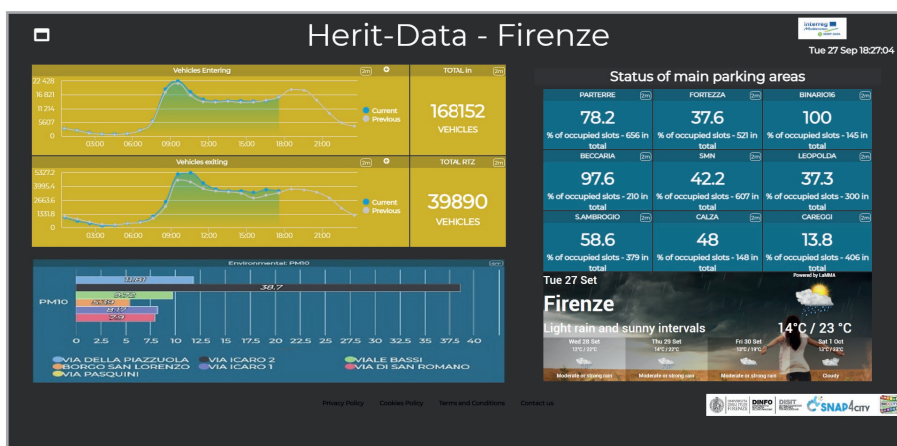 Herit-Data - Firenze
interreg
Tue 27 Sep 18:27:04
Vehicles Entering
2m
TOTAL In
2m
22 428
16 821
11 214
5607
0
03:00 06:00 09:00 12:00 15:00 18:00 21:00
Current
Previous
168152
VEHICLES
Vehicles exiting
2m
TOTAL RTZ
2m
5327.2
3995.4
2663.6
1331.8
0
03:00 06:00 09:00 12:00 15:00 18:00 21:00
Current
Previous
39890
VEHICLES
Environmental: PM10
PM10
38.7
0 2.5 5 7.5 10 12.5 15 17.5 20 22.5 25 27.5 30 32.5 35 37.5 40
VIA DELLA PIAZZUOLA VIA ICARO 2 VIALE BASSI
BORGO SAN LORENZO VIA ICARO 1 VIA DI SAN ROMANO
VIA PASQUINI
Status of main parking areas
PARTERRE 2m FORTEZZA 2m BINARIO16 2m
78.2 37.6 100
% of occupied slots - 656 in total
% of occupied slots - 521 in total
% of occupied slots - 145 in total
BECCARIA 2m SMN 2m LEOPOLDA 2m
97.6 42.2 37.3
% of occupied slots - 210 in total
% of occupied slots - 607 in total
% of occupied slots - 300 in total
S.AMBROGIO 2m CALZA 2m CAREGGI 2m
58.6 48 13.8
% of occupied slots - 379 in total
% of occupied slots - 148 in total
% of occupied slots - 406 in total
Tue 27 Set
Powered by LaMMA
Firenze
Light rain and sunny intervals
14°C / 23 °C
Wed 28 Set Thu 29 Set Fri 30 Set Sat 1 Oct
Moderate or strong rain Moderate or strong rain Moderate or strong rain Cloudy
Privacy Policy Cookies Policy Terms and Conditions Contact us
UNIVERSITÀ
FIRENZE
DINFO
DISIT
SNAP4CITY